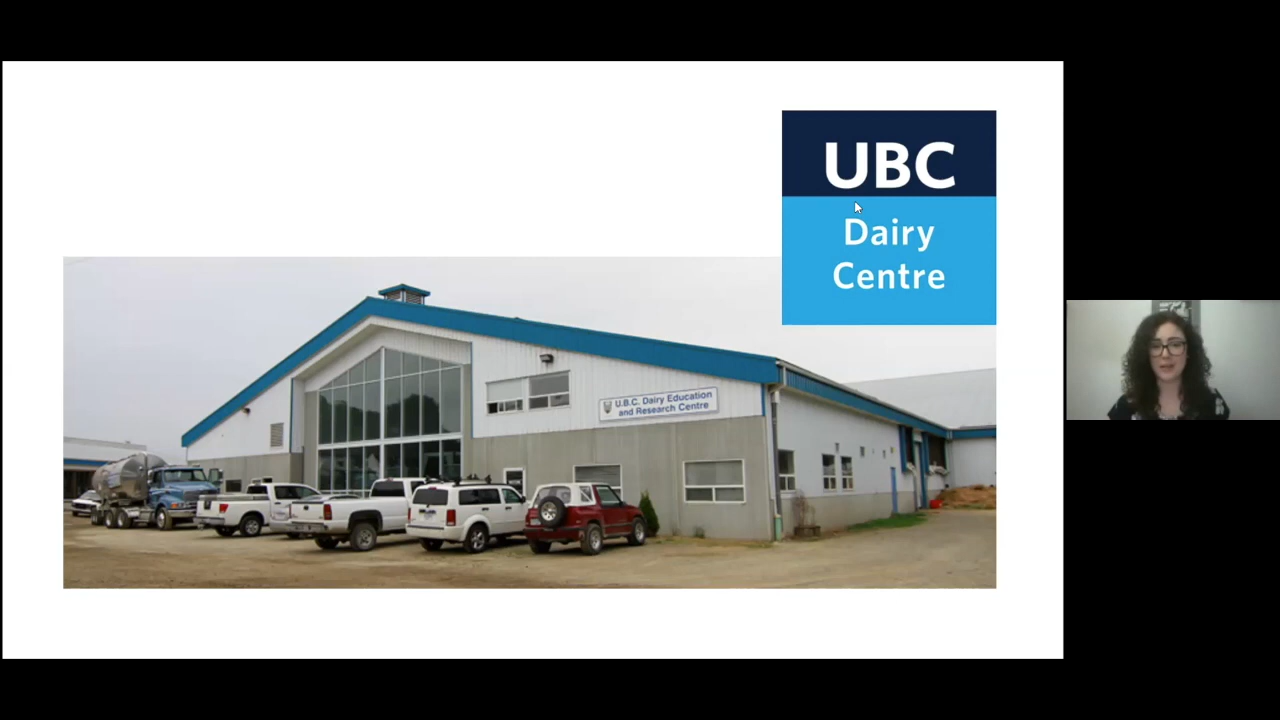 UBC
Dairy
Centre
U.B.C. Dairy Education
and Research Centre